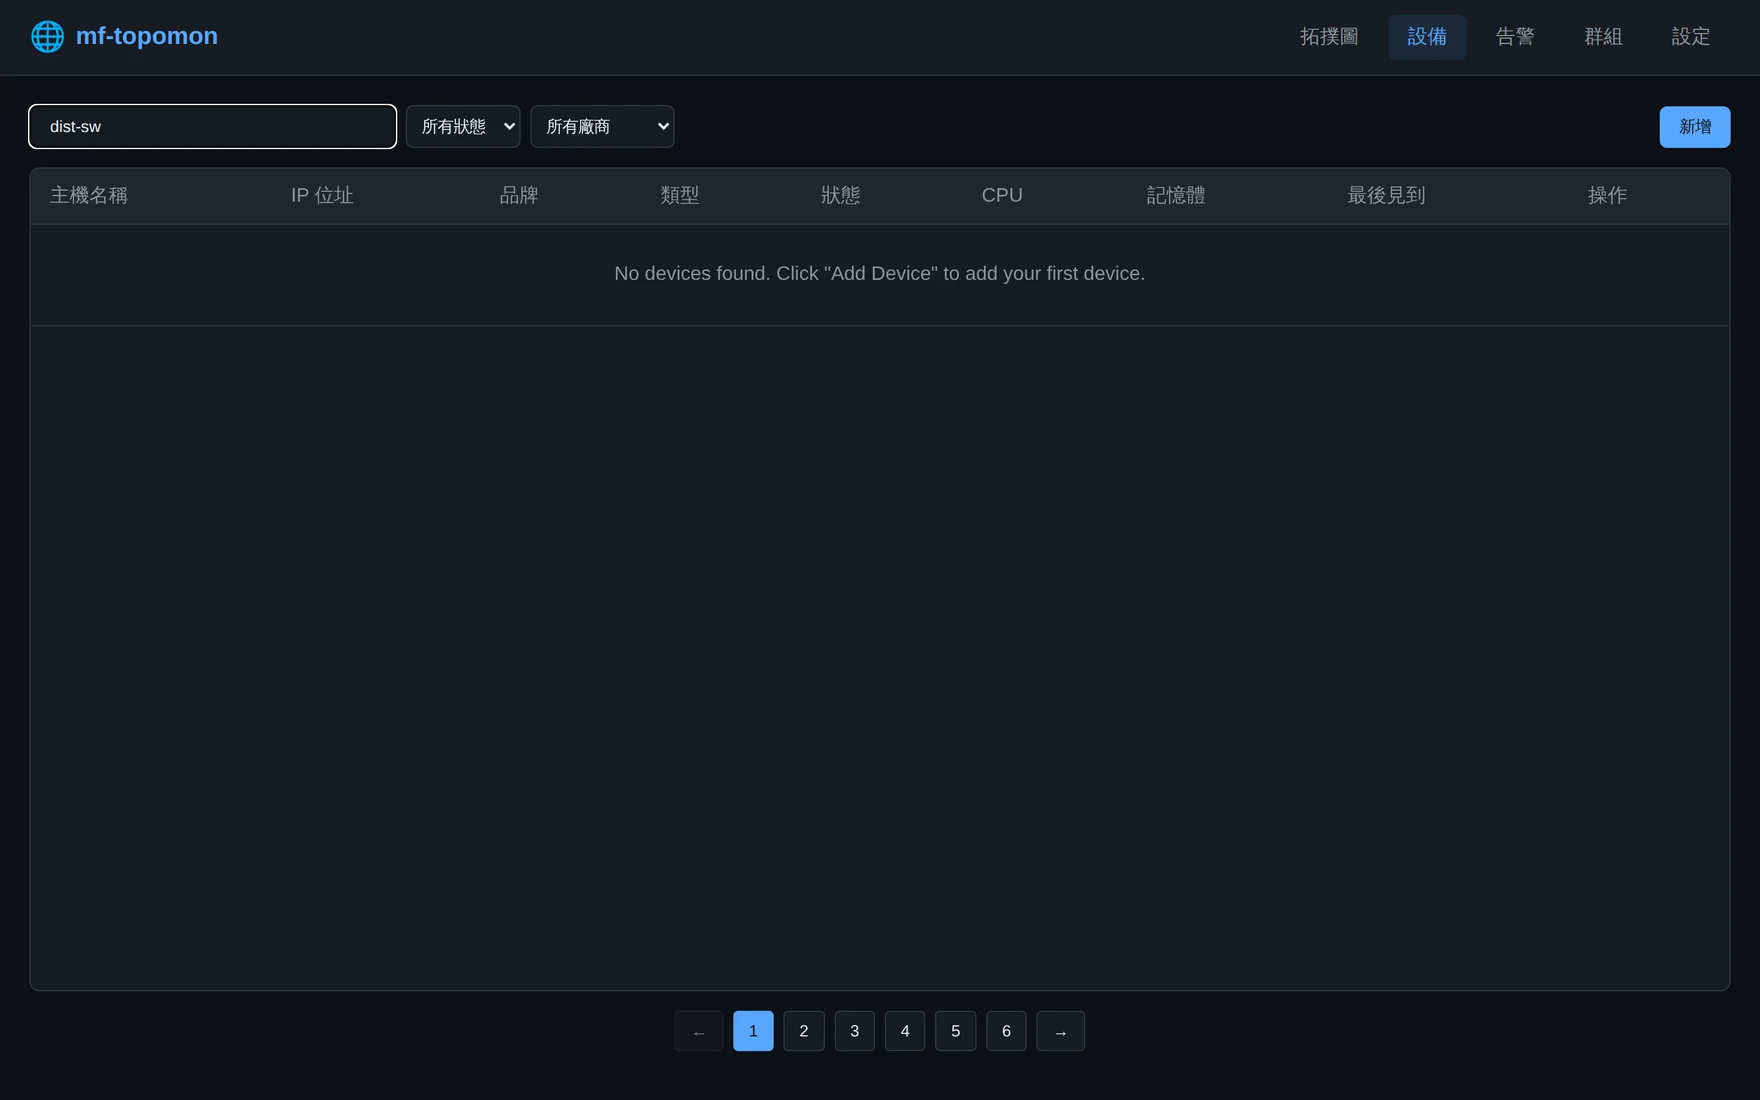 mf-topomon
拓撲圖 設備 告警 群組 設定
dist-sw 所有狀態 所有廠商 新增
主機名稱 IP 位址 品牌 類型 狀態 CPU 記憶體 最後見到 操作
No devices found. Click "Add Device" to add your first device.
← 1 2 3 4 5 6 →